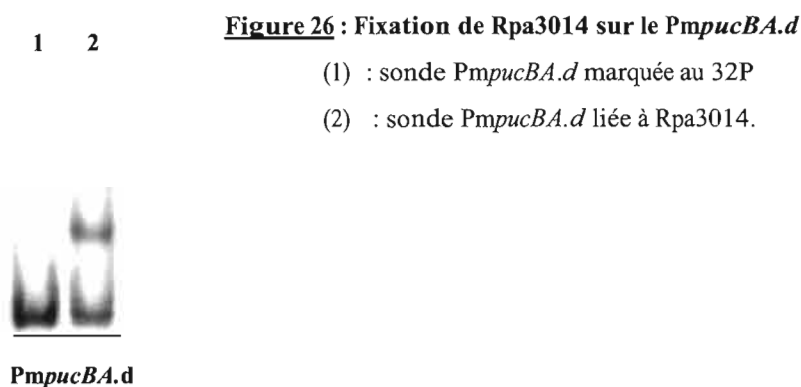 Figure 26 : Fixation de Rpa3014 sur le PmpucBA.d
1 2
(1) : sonde PmpucBA.d marquée au 32P
(2) : sonde PmpucBA.d liée à Rpa3014.
PmpucBA.d